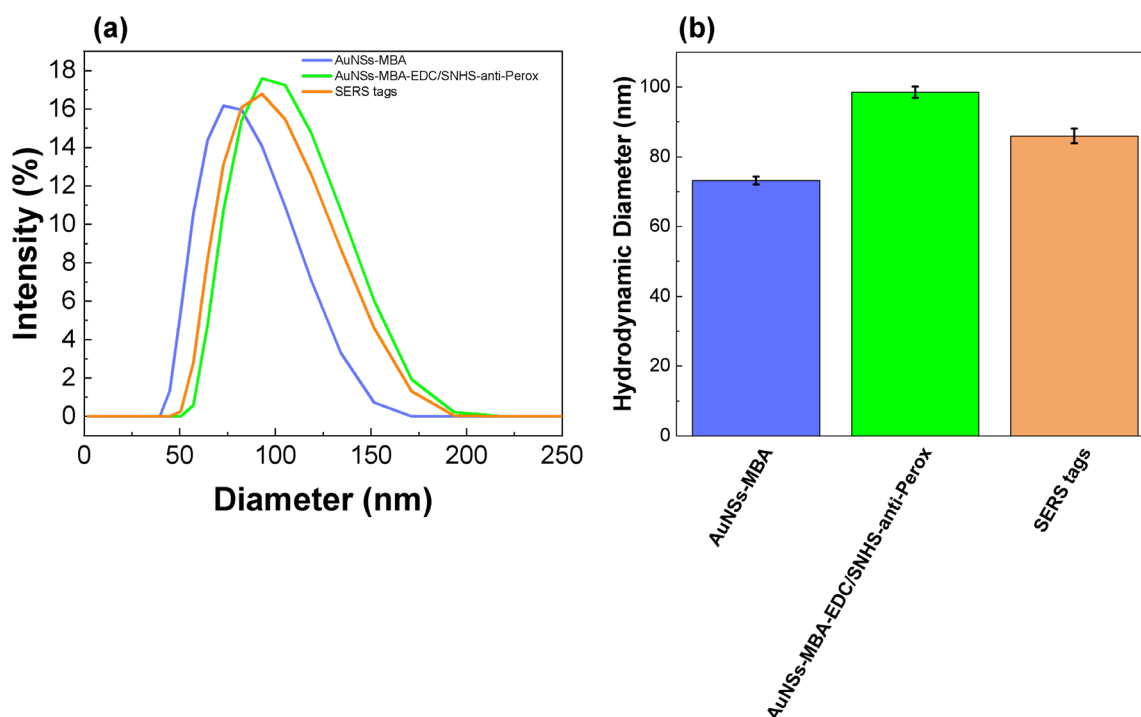 (a)
AuNSs-MBA
AuNSs-MBA-EDC/SNHS-anti-Perox
SERS tags
18
16
14
12
10
8
6
4
2
0
Intensity (%)
0 50 100 150 200 250
Diameter (nm)
(b)
100
80
60
40
20
0
Hydrodynamic Diameter (nm)
AuNSs-MBA
AuNSs-MBA-EDC/SNHS-anti-Perox
SERS tags